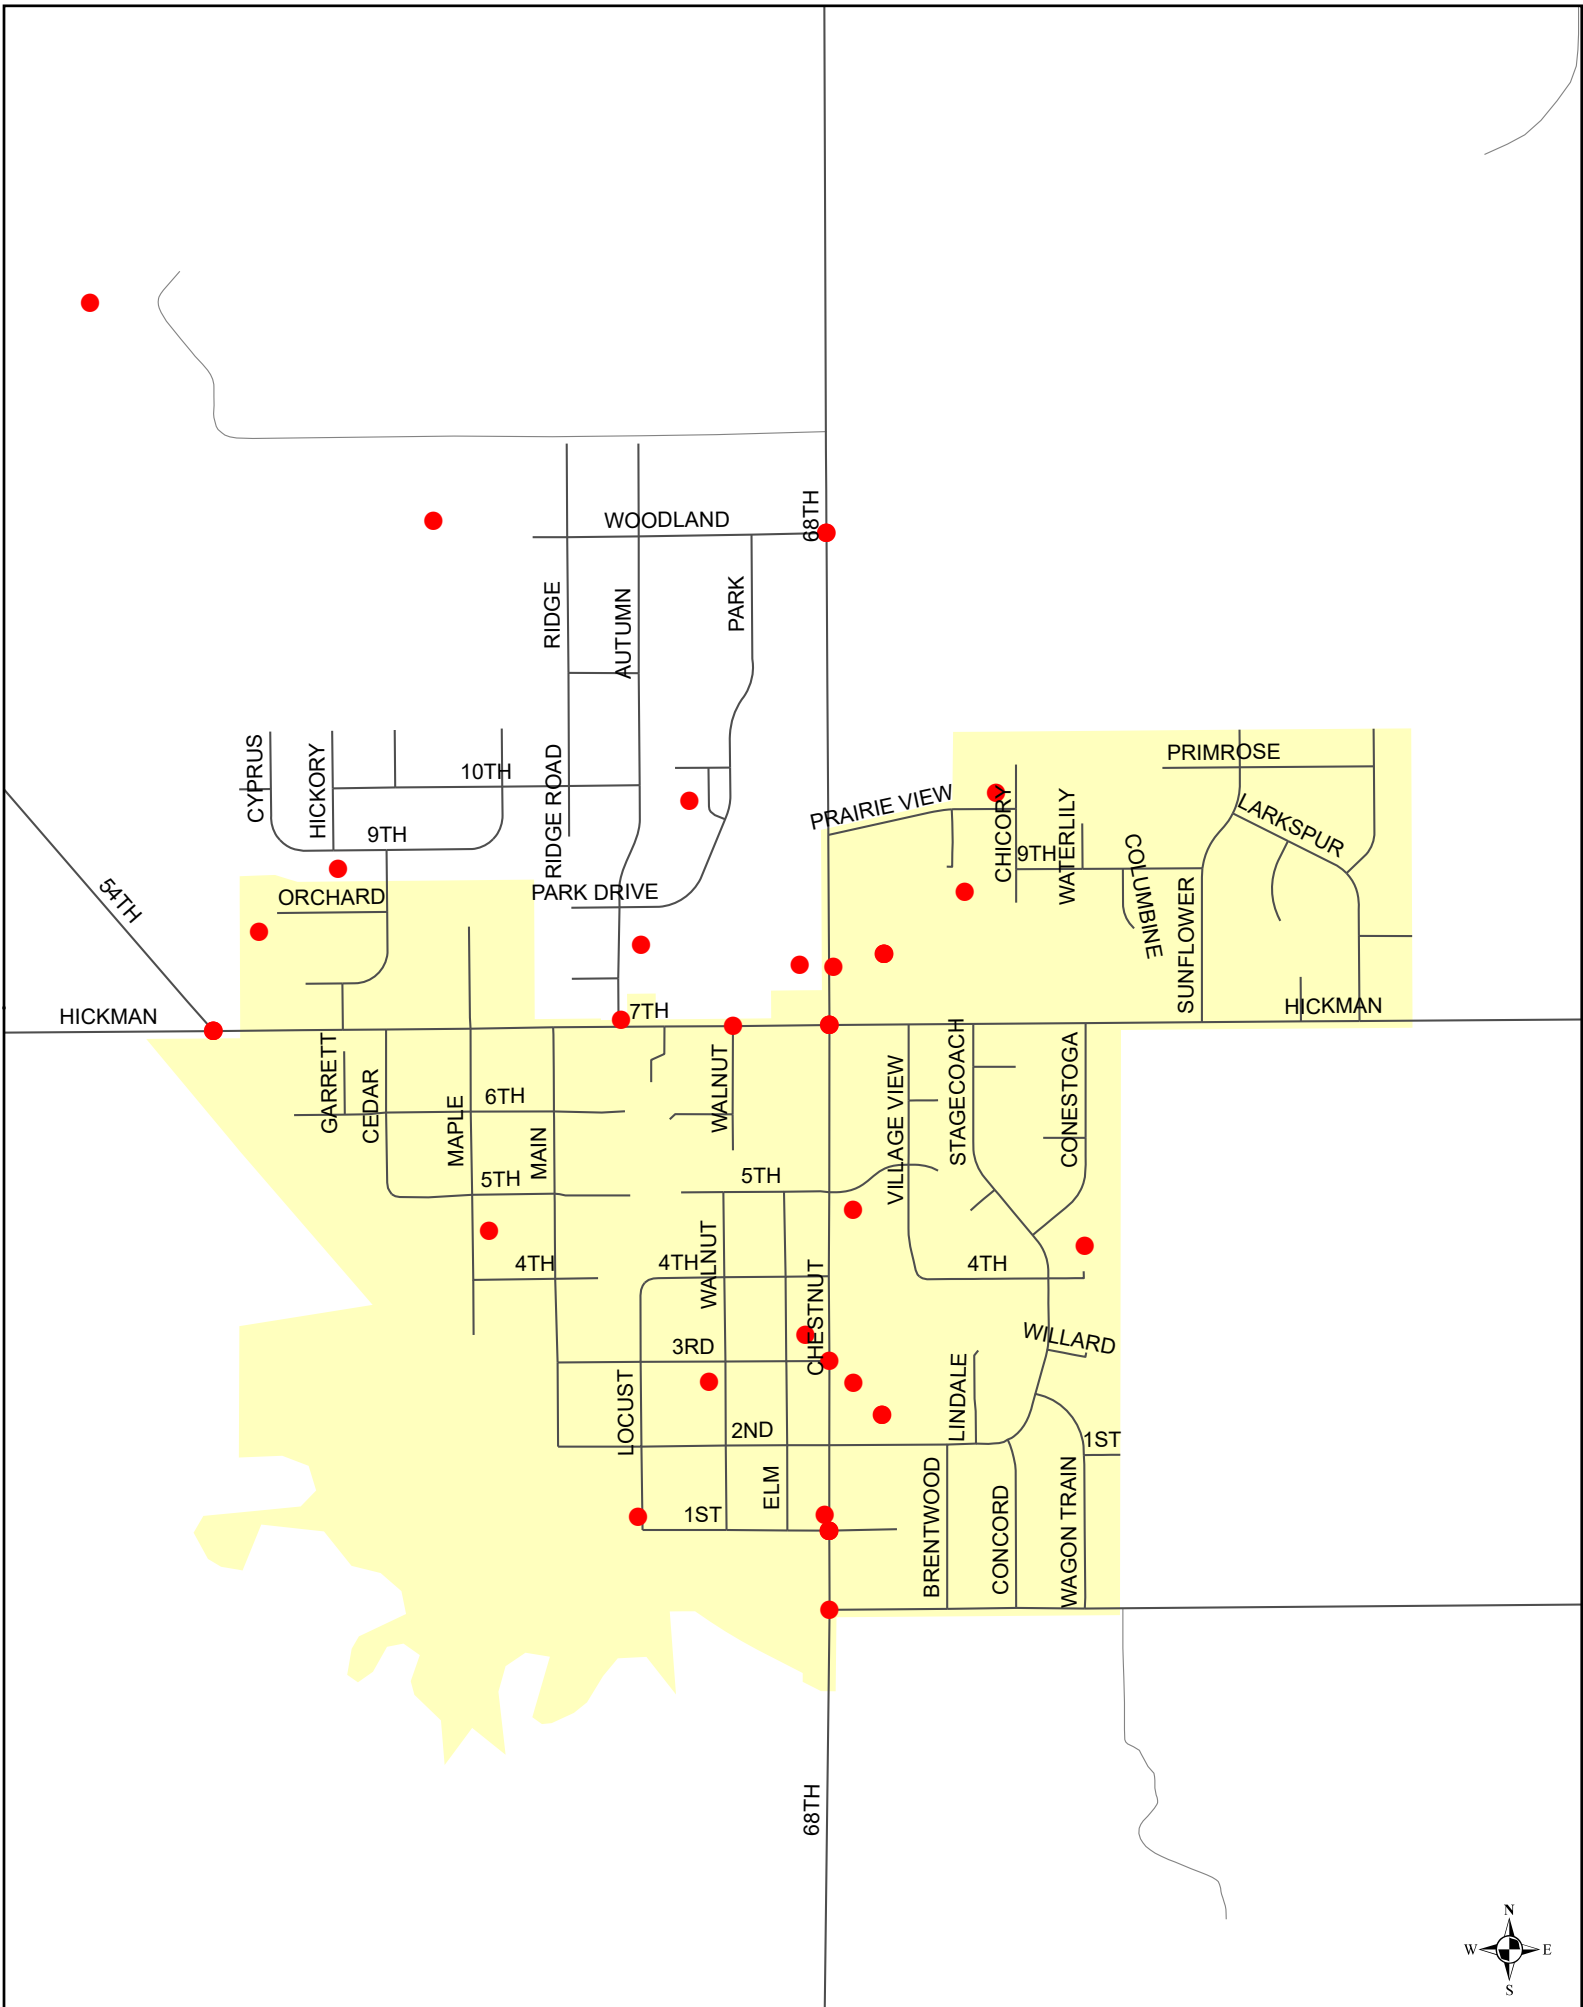 68TH
WOODLAND
RIDGE
AUTUMN
PARK
CYPRUS
HICKORY
10TH
RIDGE ROAD
9TH
PRIMROSE
PRAIRIE VIEW
CHICORY
WATERLILY
LARKSPUR
9TH
COLUMBINE
54TH
ORCHARD
PARK DRIVE
SUNFLOWER
HICKMAN
7TH
HICKMAN
GARRETT
CEDAR
MAPLE
6TH
MAIN
WALNUT
VILLAGE VIEW
STAGECOACH
CONESTOGA
5TH
5TH
4TH
4TH
WALNUT
CHESTNUT
4TH
3RD
WILLARD
LOCUST
LINDALE
2ND
1ST
ELM
1ST
BRENTWOOD
CONCORD
WAGON TRAIN
68TH
N
W E
S